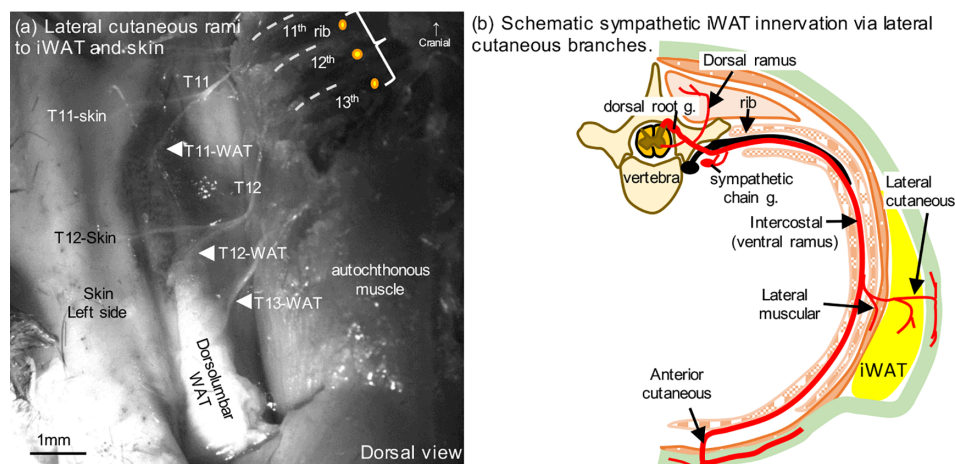 (a) Lateral cutaneous rami
to iWAT and skin
11th rib
12th
13th
↑
Cranial
T11
T11-skin
T11-WAT
T12
T12-Skin
T12-WAT
T13-WAT
autochthonous
muscle
Skin
Left side
Dorsolumbar
WAT
1mm
Dorsal view
(b) Schematic sympathetic iWAT innervation via lateral
cutaneous branches.
Dorsal ramus
dorsal root g.
rib
vertebra
sympathetic
chain g.
Lateral
cutaneous
Intercostal
(ventral ramus)
Lateral
muscular
iWAT
Anterior
cutaneous